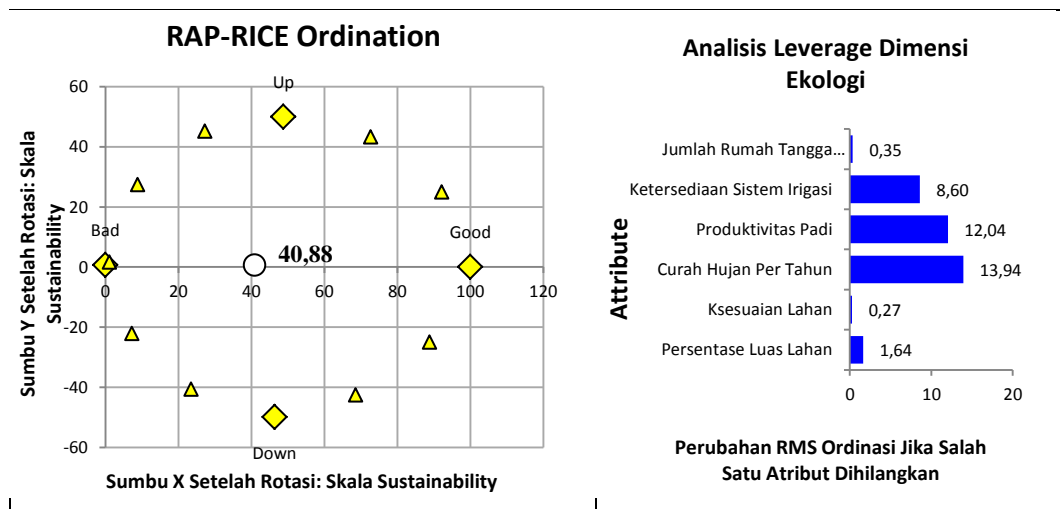 RAP-RICE Ordination
Up
60
40
20
0
-20
-40
-60
Bad
Good
40,88
0
20
40
60
80
100
120
Down
Sumbu Y Setelah Rotasi: Skala
Sustainability
Sumbu X Setelah Rotasi: Skala Sustainability
Analisis Leverage Dimensi
Ekologi
Attribute
Jumlah Rumah Tangga... 0,35
Ketersediaan Sistem Irigasi 8,60
Produktivitas Padi 12,04
Curah Hujan Per Tahun 13,94
Ksesuaian Lahan 0,27
Persentase Luas Lahan 1,64
0 10 20
Perubahan RMS Ordinasi Jika Salah
Satu Atribut Dihilangkan